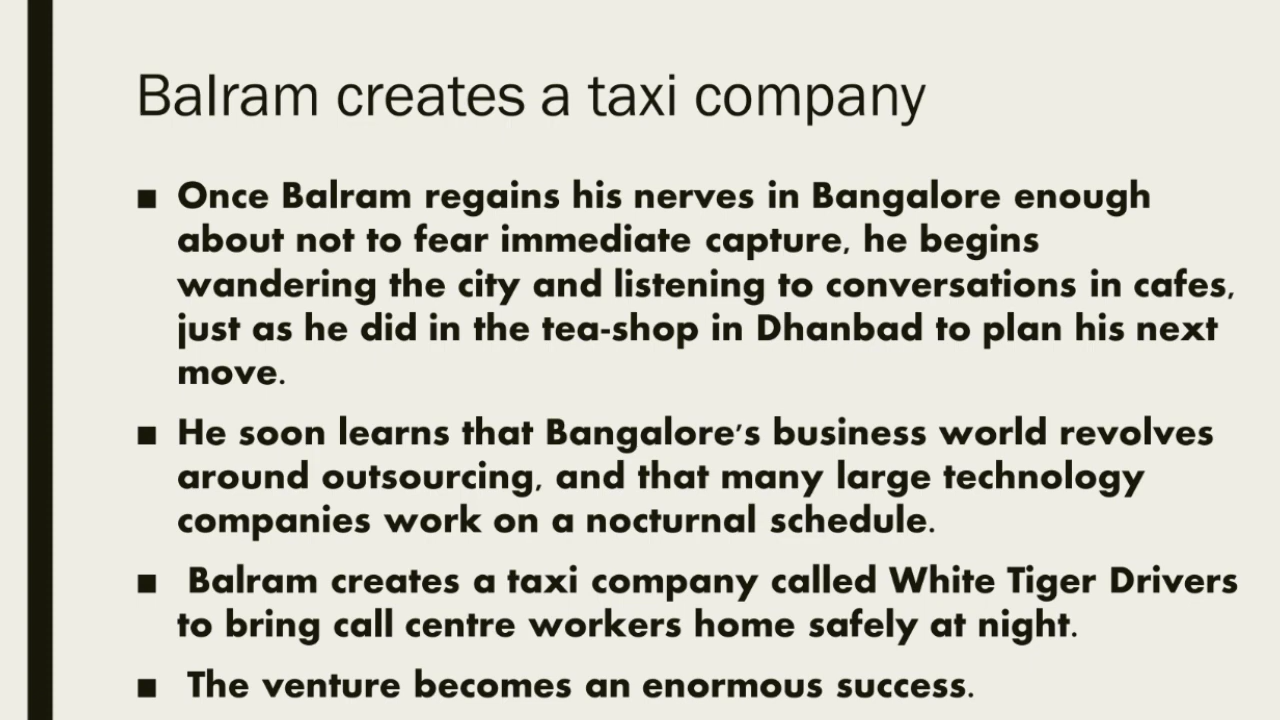 Balram creates a taxi company
■ Once Balram regains his nerves in Bangalore enough
about not to fear immediate capture, he begins
wandering the city and listening to conversations in cafes,
just as he did in the tea-shop in Dhanbad to plan his next
move.
■ He soon learns that Bangalore's business world revolves
around outsourcing, and that many large technology
companies work on a nocturnal schedule.
■ Balram creates a taxi company called White Tiger Drivers
to bring call centre workers home safely at night.
■ The venture becomes an enormous success.